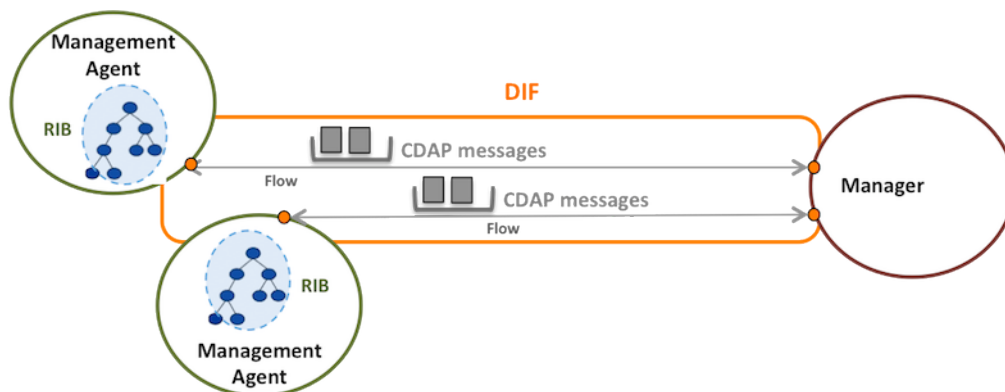 Management
Agent
RIB
DIF
CDAP messages
Flow
CDAP messages
Flow
Manager
RIB
Management
Agent